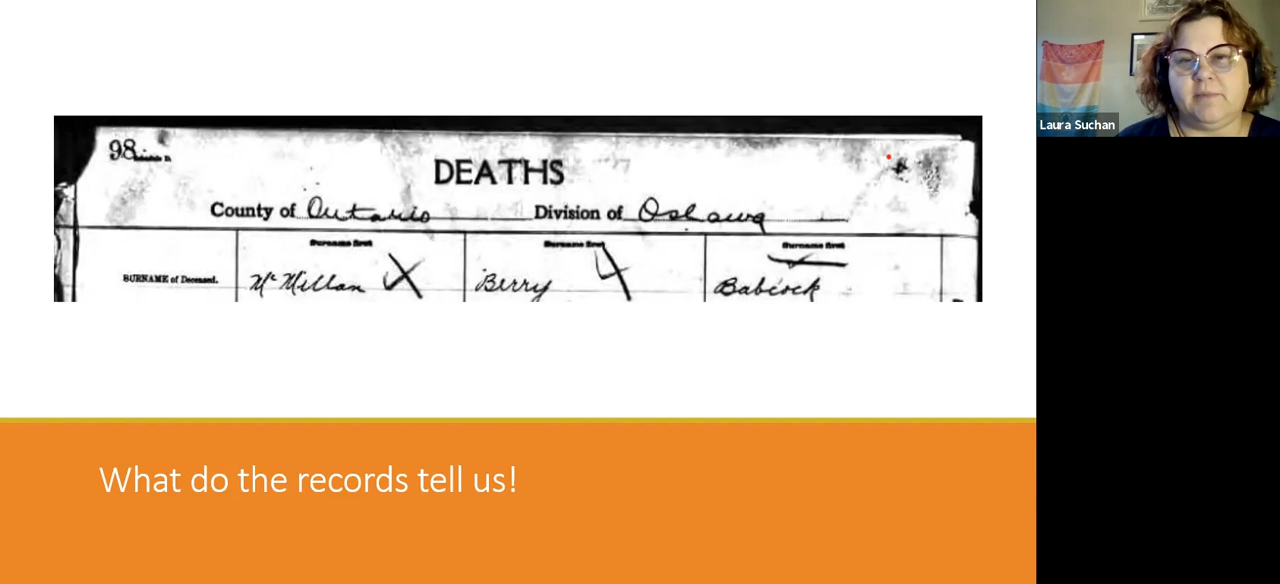 98.
DEATHS
County of Ontario Division of Oshawa
Surname first Surname first Surname first
SURNAME of Deceased. McMillan X Berry X Babcock
What do the records tell us!
Laura Suchan